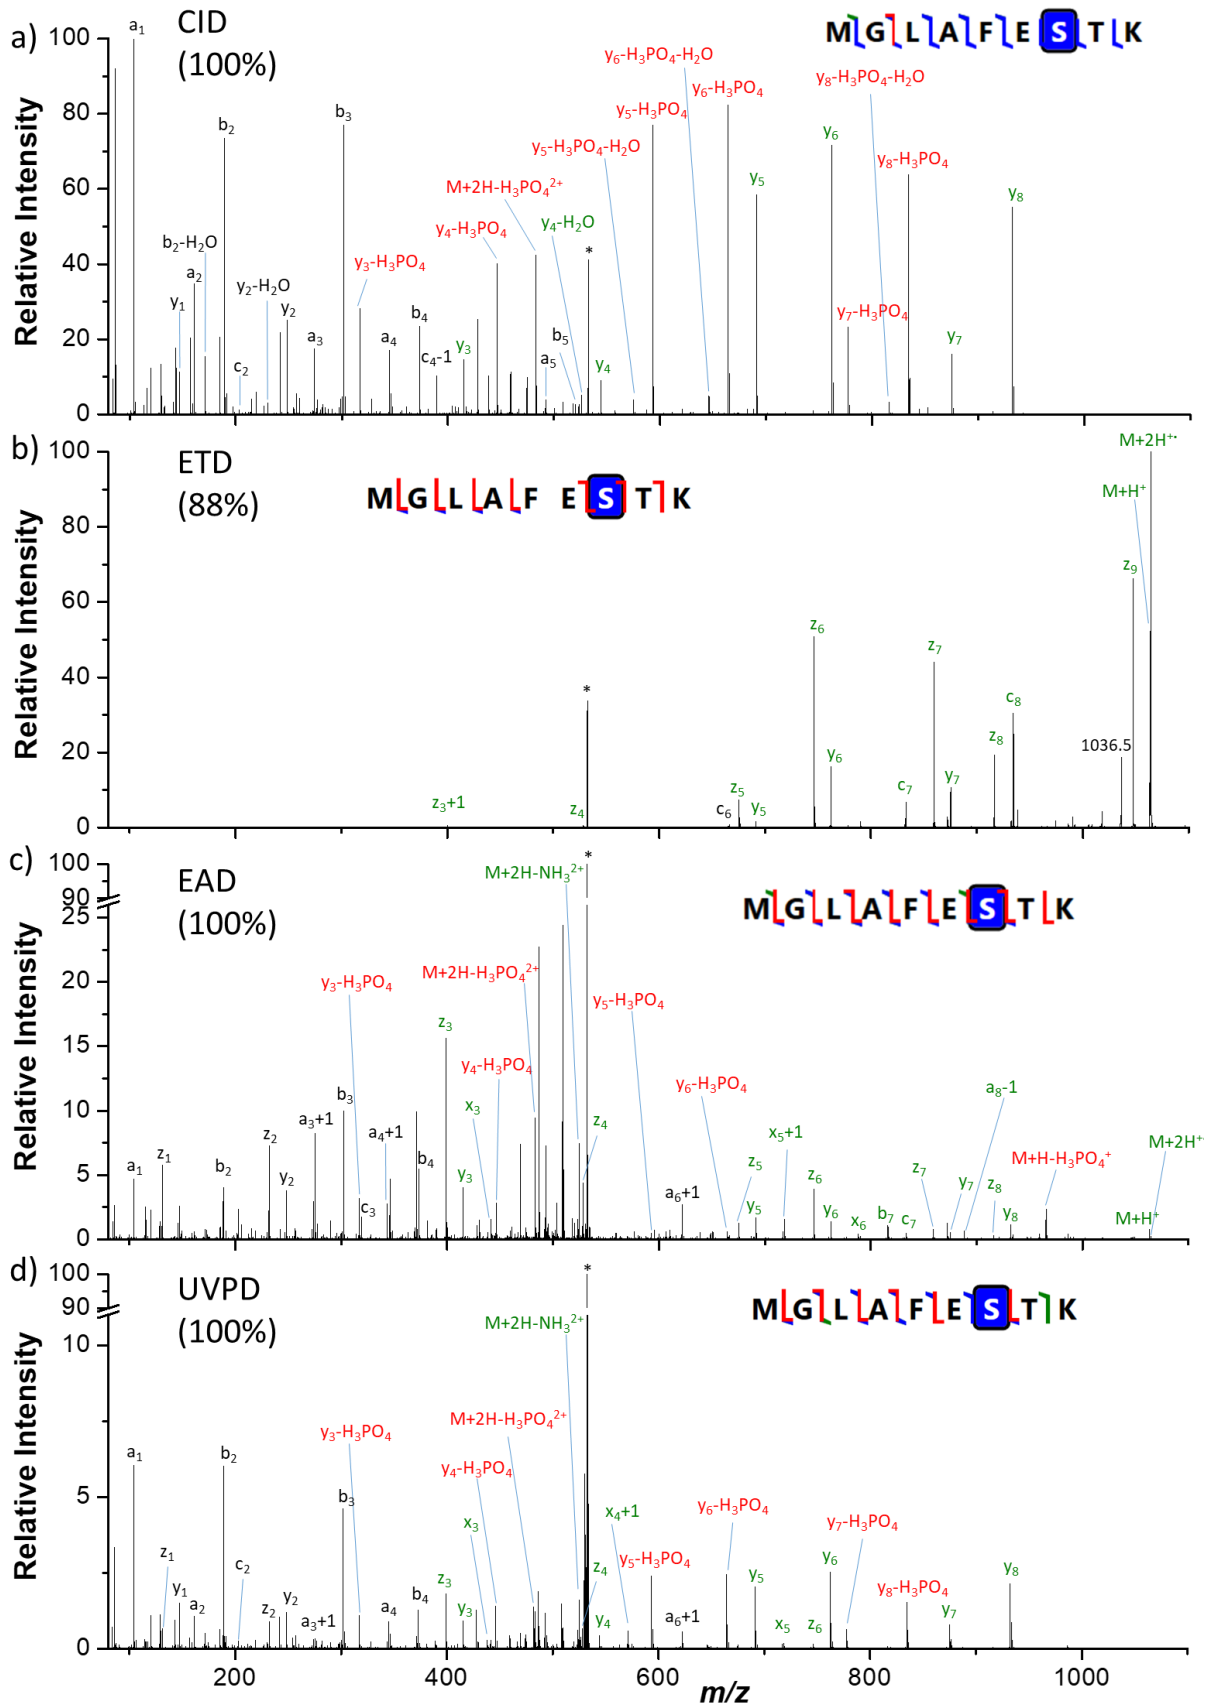 a)
CID
(100%)
MGLAFESTK
Relative Intensity
100
80
60
40
20
0
a₁
b₂-H₂O
a₂
y₁
b₂
c₂
y₂-H₂O
y₂
a₃
b₃
y₃-H₃PO₄
a₄
b₄
c₄-1
y₃
y₄-H₃PO₄
M+2H-H₃PO₄²⁺
y₄-H₂O
a₅
b₅
*
y₄
y₅-H₃PO₄-H₂O
y₅-H₃PO₄
y₆-H₃PO₄-H₂O
y₆-H₃PO₄
y₅
y₆
y₇-H₃PO₄
y₈-H₃PO₄-H₂O
y₈-H₃PO₄
y₇
y₈
b)
ETD
(88%)
MGLAFESTK
Relative Intensity
100
80
60
40
20
0
z₃+1
z₄
*
c₆
z₅
y₅
z₆
y₆
c₇
z₇
y₇
z₈
c₈
1036.5
z₉
M+H⁺
M+2H⁺•
c)
EAD
(100%)
MGLAFESTK
Relative Intensity
100
90
25
20
15
10
5
0
a₁
z₁
b₂
z₂
y₂
a₃+1
b₃
y₃-H₃PO₄
c₃
a₄+1
b₄
z₃
y₃
x₃
y₄-H₃PO₄
M+2H-H₃PO₄²⁺
M+2H-NH₃²⁺
*
z₄
y₅-H₃PO₄
a₆+1
y₆-H₃PO₄
z₅
y₅
x₅+1
z₆
y₆
x₆
b₇
c₇
z₇
y₇
a₈-1
z₈
y₈
M+H-H₃PO₄⁺
M+H⁺
M+2H⁺
d)
UVPD
(100%)
MGLAFESTK
Relative Intensity
100
90
10
5
0
a₁
z₁
y₁
a₂
b₂
c₂
z₂
y₂
a₃+1
b₃
y₃-H₃PO₄
a₄
b₄
z₃
y₃
x₃
y₄-H₃PO₄
M+2H-H₃PO₄²⁺
M+2H-NH₃²⁺
*
z₄
y₄
x₄+1
y₅-H₃PO₄
a₆+1
y₆-H₃PO₄
y₅
x₅
z₆
y₆
y₇-H₃PO₄
y₈-H₃PO₄
y₇
y₈
200
400
600
800
1000
m/z